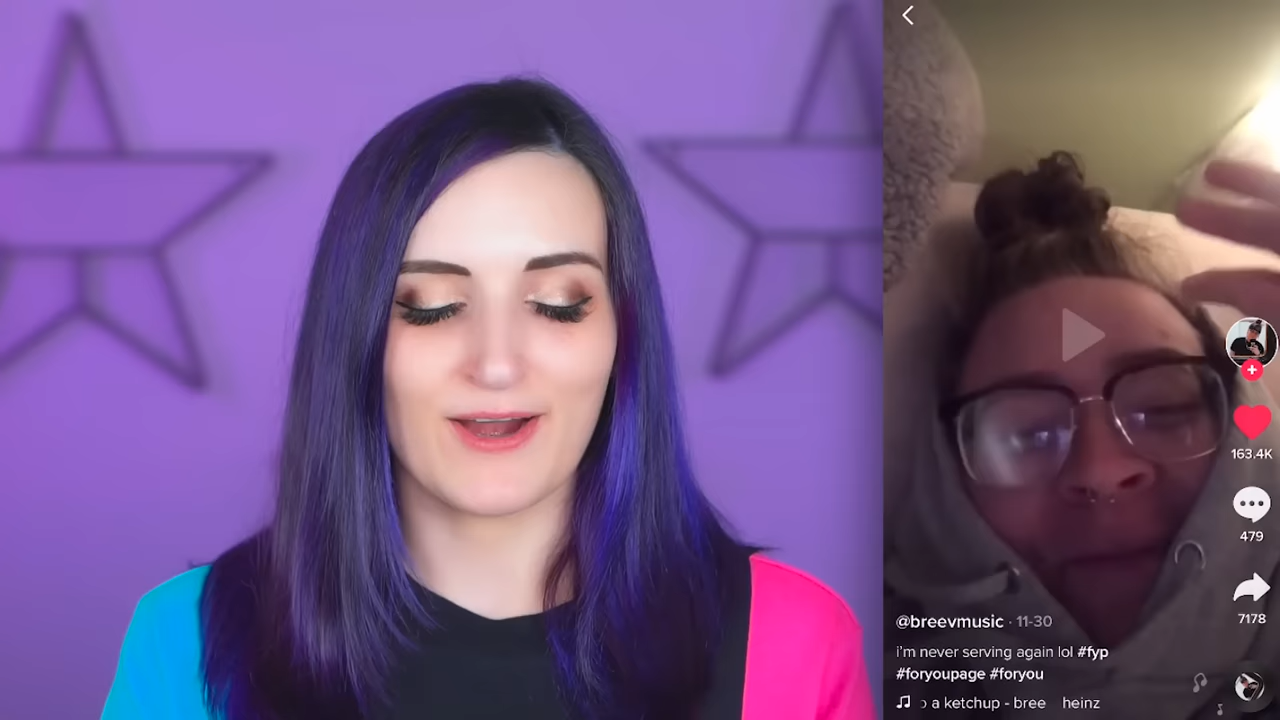 163.4K
479
7178
@breevmusic · 11-30
i'm never serving again lol #fyp
#foryoupage #foryou
a ketchup - bree heinz